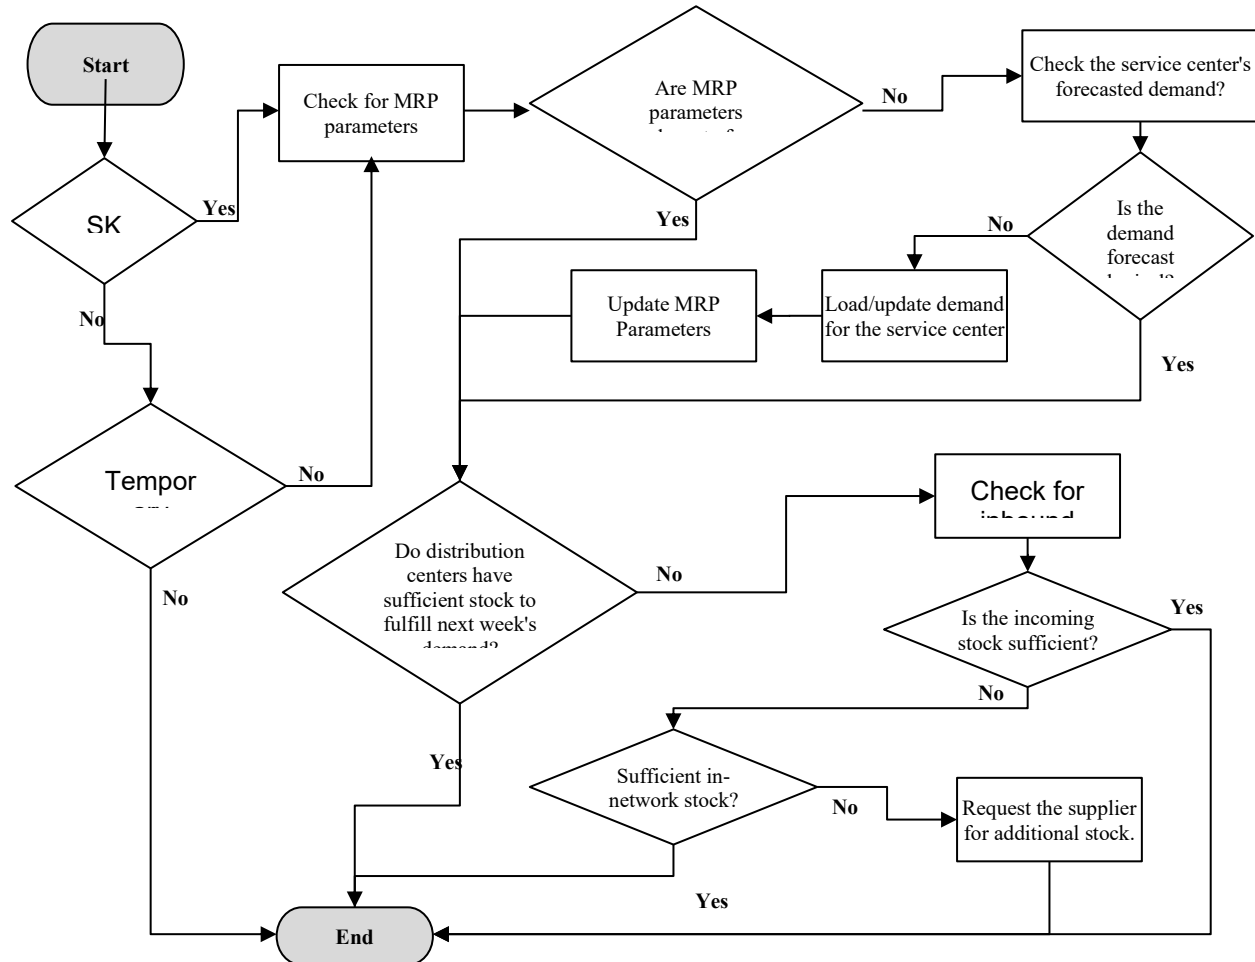 Start
Check for MRP
parameters
Are MRP
parameters
No
Check the service center's
forecasted demand?
SK
Yes
Yes
No
Is the
demand
forecast
No
Update MRP
Parameters
Load/update demand
for the service center
Yes
Tempor
No
Check for
inbound
Do distribution
centers have
sufficient stock to
fulfill next week's
demand?
No
No
Is the incoming
stock sufficient?
Yes
No
Yes
Sufficient in-
network stock?
No
Request the supplier
for additional stock.
Yes
End